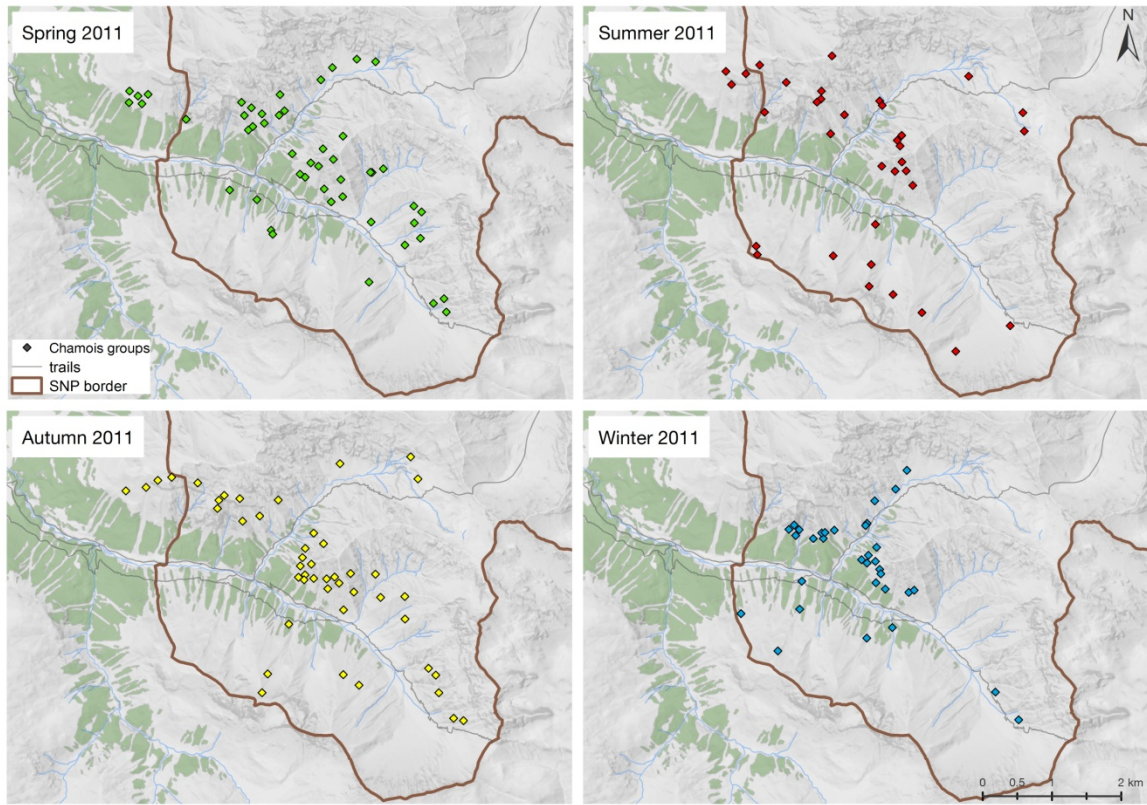 Spring 2011
Summer 2011
N
Chamois groups
trails
SNP border
Autumn 2011
Winter 2011
0 0.5 1 2 km